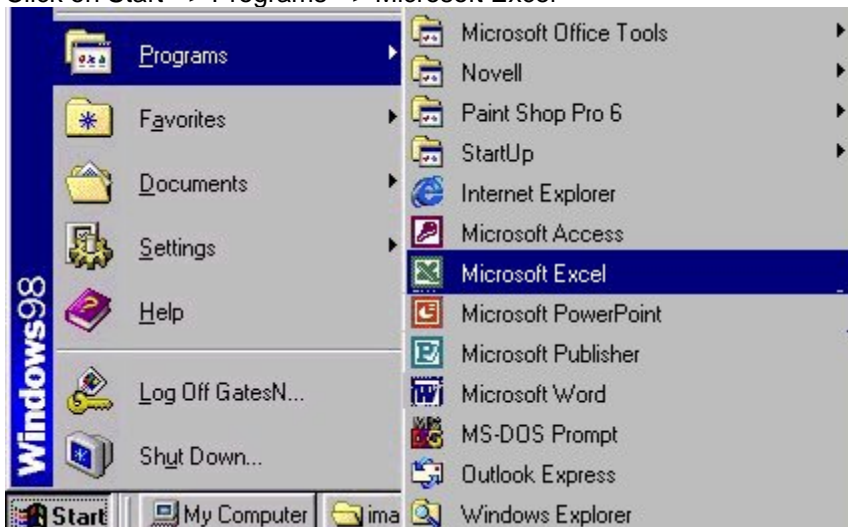 Click on Start -> Programs -> Microsoft Excel
Programs
Favorites
Documents
Settings
Help
Log Off GatesN...
Shut Down...
Windows98
Microsoft Office Tools
Novell
Paint Shop Pro 6
StartUp
Internet Explorer
Microsoft Access
Microsoft Excel
Microsoft PowerPoint
Microsoft Publisher
Microsoft Word
MS-DOS Prompt
Outlook Express
Windows Explorer
Start
My Computer
ima